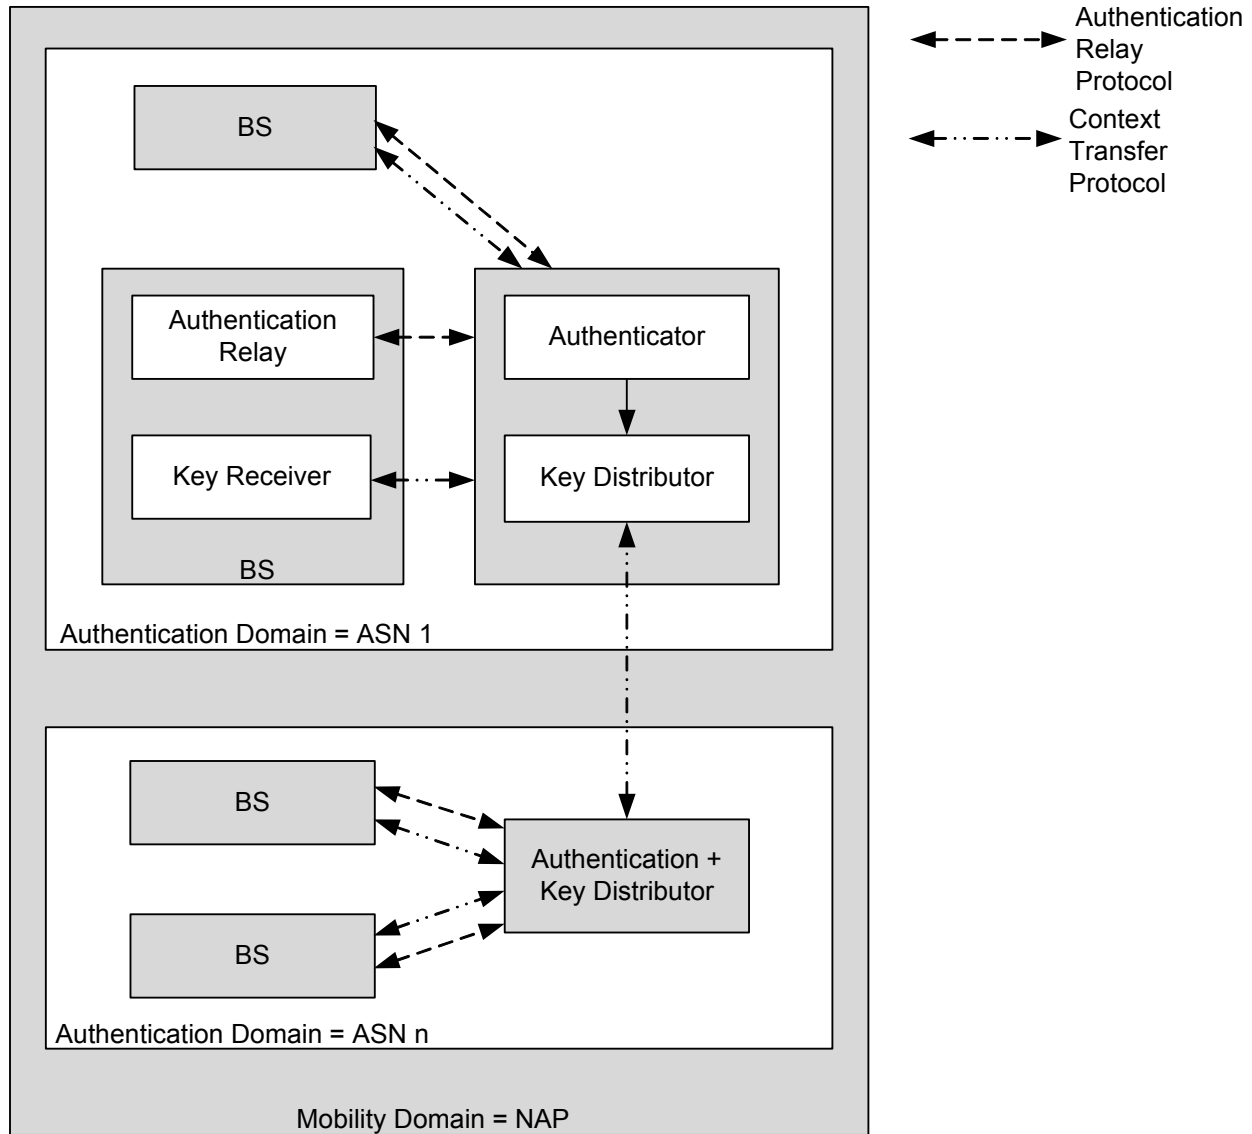 Authentication
Relay
Protocol
Context
Transfer
Protocol
BS
Authentication
Relay
Authenticator
Key Receiver
Key Distributor
BS
Authentication Domain = ASN 1
BS
Authentication +
Key Distributor
BS
Authentication Domain = ASN n
Mobility Domain = NAP